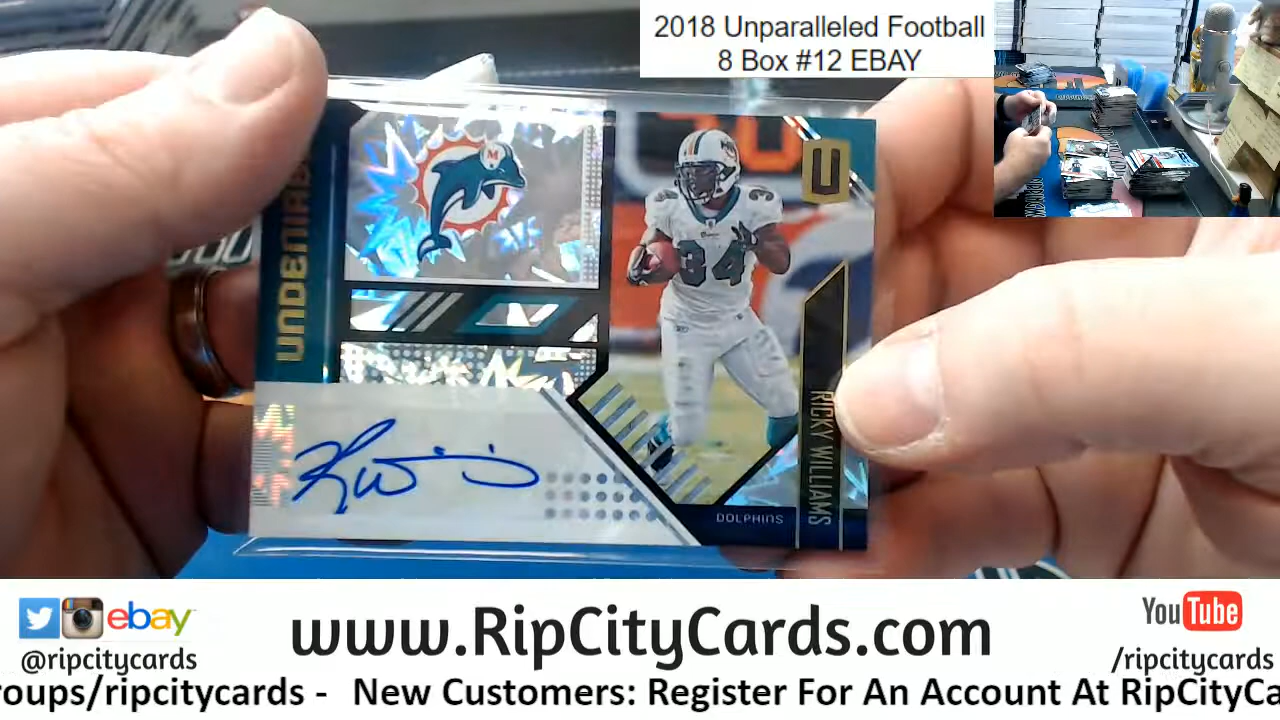 2018 Unparalleled Football
8 Box #12 EBAY
UNDENIABLE
U
34
34
RICKY WILLIAMS
DOLPHINS
ebay
@ripcitycards
www.RipCityCards.com
YouTube
/ripcitycards
roups/ripcitycards - New Customers: Register For An Account At RipCityCa